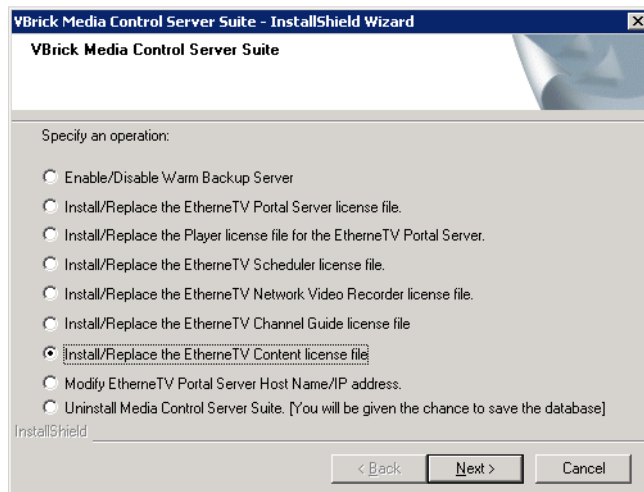 VBrick Media Control Server Suite - InstallShield Wizard
VBrick Media Control Server Suite
Specify an operation:
Enable/Disable Warm Backup Server
Install/Replace the EtherneTV Portal Server license file.
Install/Replace the Player license file for the EtherneTV Portal Server.
Install/Replace the EtherneTV Scheduler license file.
Install/Replace the EtherneTV Network Video Recorder license file.
Install/Replace the EtherneTV Channel Guide license file
Install/Replace the EtherneTV Content license file
Modify EtherneTV Portal Server Host Name/IP address.
Uninstall Media Control Server Suite. [You will be given the chance to save the database]
InstallShield
< Back Next > Cancel